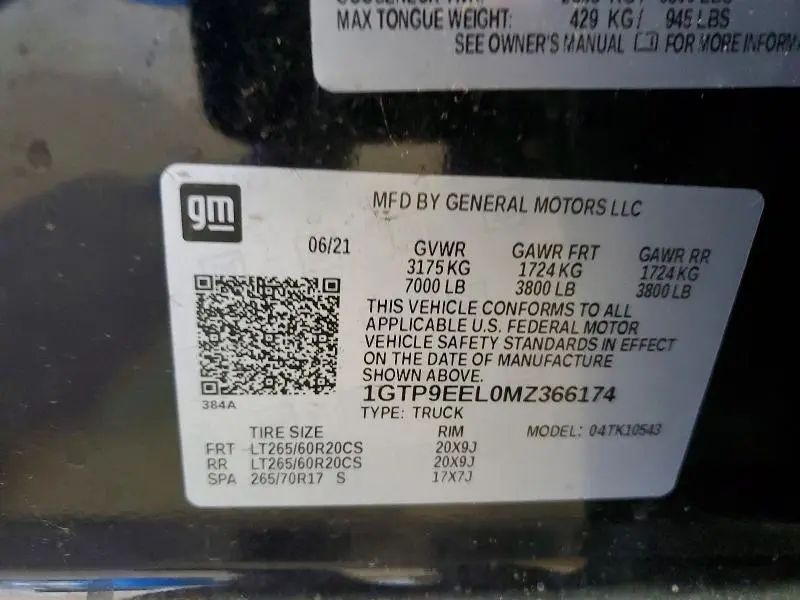 MAX TONGUE WEIGHT: 429 KG/ 945 LBS
SEE OWNER'S MANUAL FOR MORE
gm
MFD BY GENERAL MOTORS LLC
06/21 GVWR GAWR FRT GAWR RR
3175 KG 1724 KG 1724 KG
7000 LB 3800 LB 3800 LB
THIS VEHICLE CONFORMS TO ALL
APPLICABLE U.S. FEDERAL MOTOR
VEHICLE SAFETY STANDARDS IN EFFECT
ON THE DATE OF MANUFACTURE
SHOWN ABOVE.
384A
1GTP9EEL0MZ366174
TYPE: TRUCK
TIRE SIZE RIM MODEL: 04TK10543
FRT LT265/60R20CS 20X9J
RR LT265/60R20CS 20X9J
SPA 265/70R17 S 17X7J